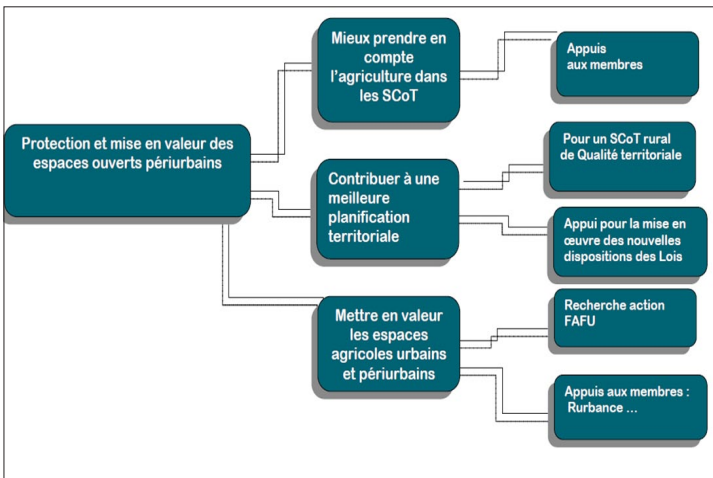 Protection et mise en valeur des
espaces ouverts périurbains
Mieux prendre en
compte
l'agriculture dans
les SCoT
Appuis
aux membres
Contribuer à une
meilleure
planification
territoriale
Pour un SCoT rural
de Qualité territoriale
Appui pour la mise en
œuvre des nouvelles
dispositions des Lois
Mettre en valeur
les espaces
agricoles urbains
et périurbains
Recherche action
FAFU
Appuis aux membres :
Rurbance ...